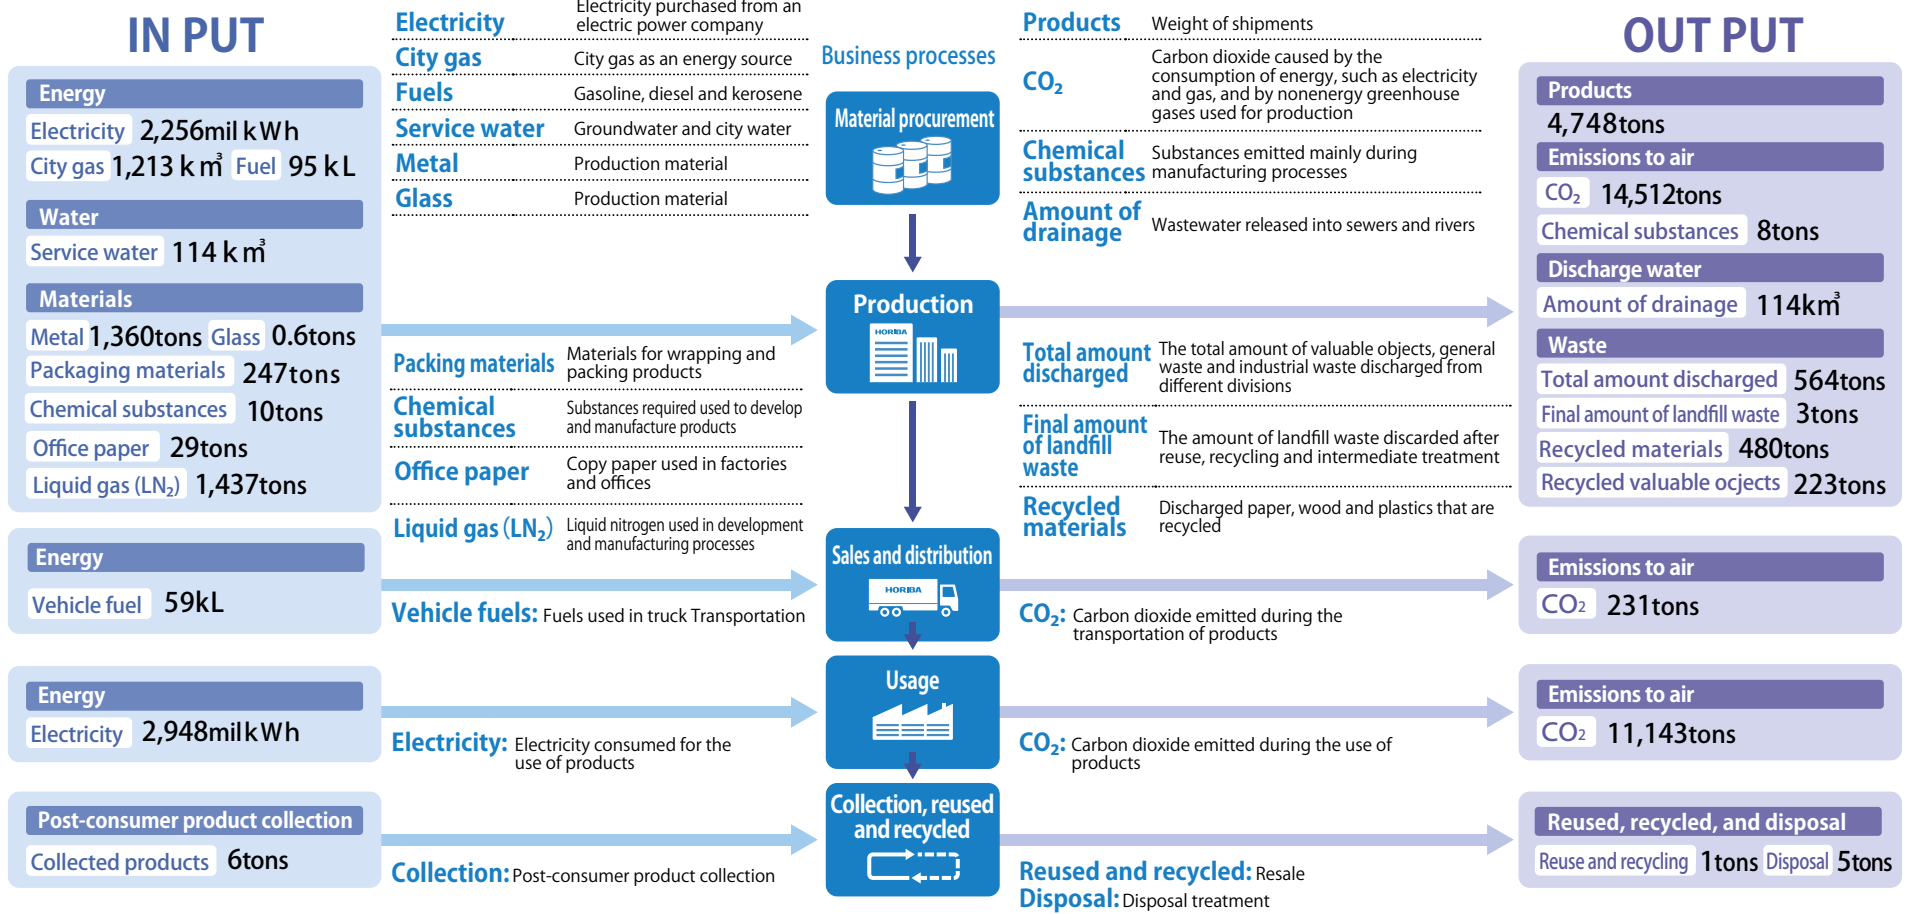 IN PUT
Energy
Electricity 2,256mil kWh
City gas 1,213 k㎥ Fuel 95 kL
Water
Service water 114 k㎥
Materials
Metal 1,360tons Glass 0.6tons
Packaging materials 247tons
Chemical substances 10tons
Office paper 29tons
Liquid gas (LN₂) 1,437tons
Energy
Vehicle fuel 59kL
Energy
Electricity 2,948mil kWh
Post-consumer product collection
Collected products 6tons
Electricity Electricity purchased from an
electric power company
City gas City gas as an energy source
Fuels Gasoline, diesel and kerosene
Service water Groundwater and city water
Metal Production material
Glass Production material
Packing materials Materials for wrapping and
packing products
Chemical
substances
Substances required used to develop
and manufacture products
Office paper Copy paper used in factories
and offices
Liquid gas (LN₂) Liquid nitrogen used in development
and manufacturing processes
Vehicle fuels: Fuels used in truck Transportation
Electricity: Electricity consumed for the
use of products
Collection: Post-consumer product collection
Business processes
Material procurement
Production
HORIBA
Sales and distribution
HORIBA
Usage
Collection, reused
and recycled
Products Weight of shipments
CO₂ Carbon dioxide caused by the
consumption of energy, such as electricity
and gas, and by nonenergy greenhouse
gases used for production
Chemical
substances
Substances emitted mainly during
manufacturing processes
Amount of
drainage
Wastewater released into sewers and rivers
Total amount
discharged
The total amount of valuable objects, general
waste and industrial waste discharged from
different divisions
Final amount
of landfill
waste
The amount of landfill waste discarded after
reuse, recycling and intermediate treatment
Recycled
materials
Discharged paper, wood and plastics that are
recycled
CO₂: Carbon dioxide emitted during the
transportation of products
CO₂: Carbon dioxide emitted during the use of
products
Reused and recycled: Resale
Disposal: Disposal treatment
OUT PUT
Products
4,748tons
Emissions to air
CO₂ 14,512tons
Chemical substances 8tons
Discharge water
Amount of drainage 114k㎥
Waste
Total amount discharged 564tons
Final amount of landfill waste 3tons
Recycled materials 480tons
Recycled valuable ocjects 223tons
Emissions to air
CO₂ 231tons
Emissions to air
CO₂ 11,143tons
Reused, recycled, and disposal
Reuse and recycling 1tons Disposal 5tons